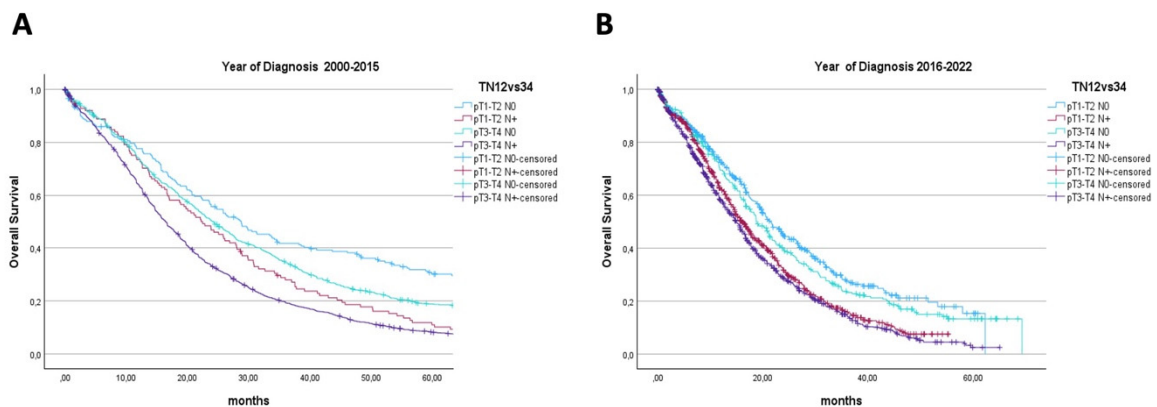 A
Year of Diagnosis 2000-2015
Overall Survival
1,0
0,8
0,6
0,4
0,2
0,0
,00
10,00
20,00
30,00
40,00
50,00
60,00
months
TN12vs34
pT1-T2 N0
pT1-T2 N+
pT3-T4 N0
pT3-T4 N+
pT1-T2 N0-censored
pT1-T2 N+-censored
pT3-T4 N0-censored
pT3-T4 N+-censored
B
Year of Diagnosis 2016-2022
Overall Survival
1,0
0,8
0,6
0,4
0,2
0,0
,00
20,00
40,00
60,00
months
TN12vs34
pT1-T2 N0
pT1-T2 N+
pT3-T4 N0
pT3-T4 N+
pT1-T2 N0-censored
pT1-T2 N+-censored
pT3-T4 N0-censored
pT3-T4 N+-censored